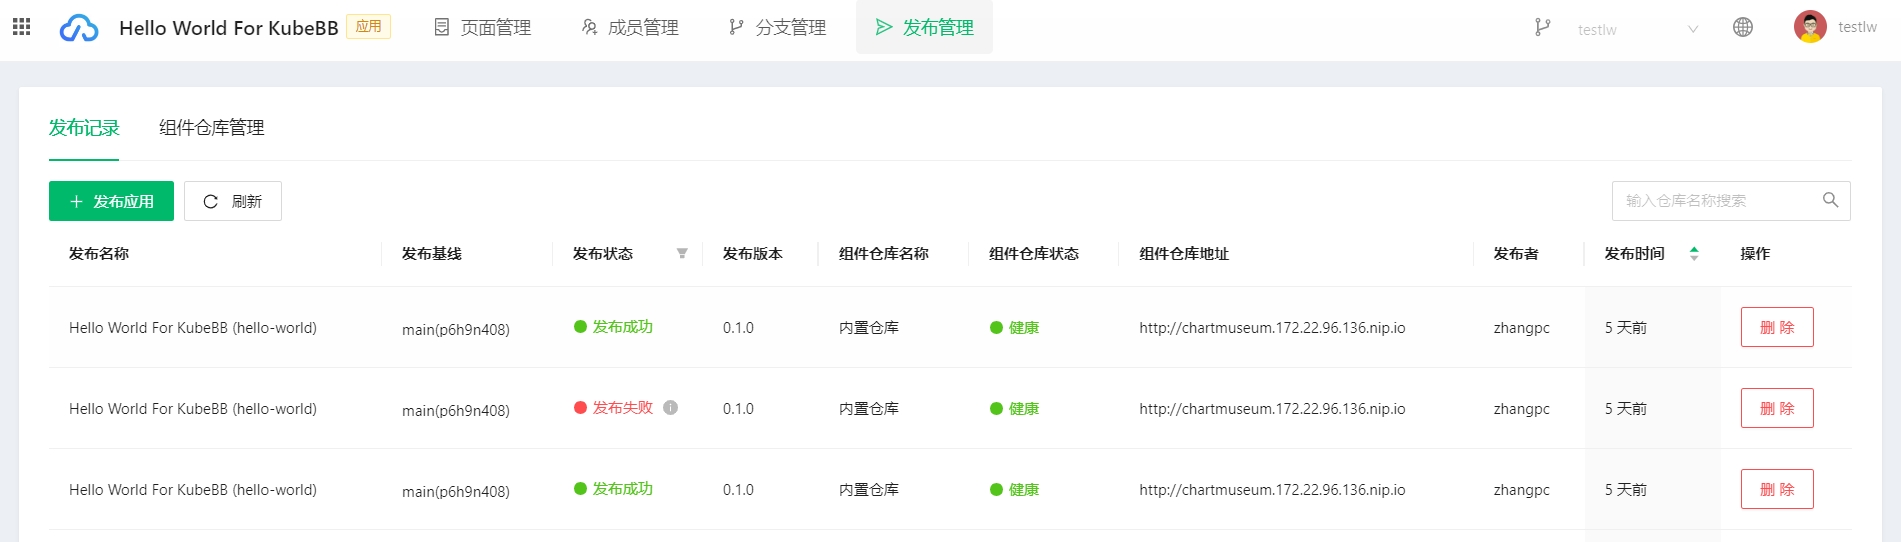 Hello World For KubeBB 应用 页面管理 成员管理 分支管理 发布管理 testlw testlw
发布记录 组件仓库管理
发布应用 刷新 输入仓库名称搜索
发布名称 发布基线 发布状态 发布版本 组件仓库名称 组件仓库状态 组件仓库地址 发布者 发布时间 操作
Hello World For KubeBB (hello-world) main(p6h9n408) 发布成功 0.1.0 内置仓库 健康 http://chartmuseum.172.22.96.136.nip.io zhangpc 5 天前 删 除
Hello World For KubeBB (hello-world) main(p6h9n408) 发布失败 0.1.0 内置仓库 健康 http://chartmuseum.172.22.96.136.nip.io zhangpc 5 天前 删 除
Hello World For KubeBB (hello-world) main(p6h9n408) 发布成功 0.1.0 内置仓库 健康 http://chartmuseum.172.22.96.136.nip.io zhangpc 5 天前 删 除